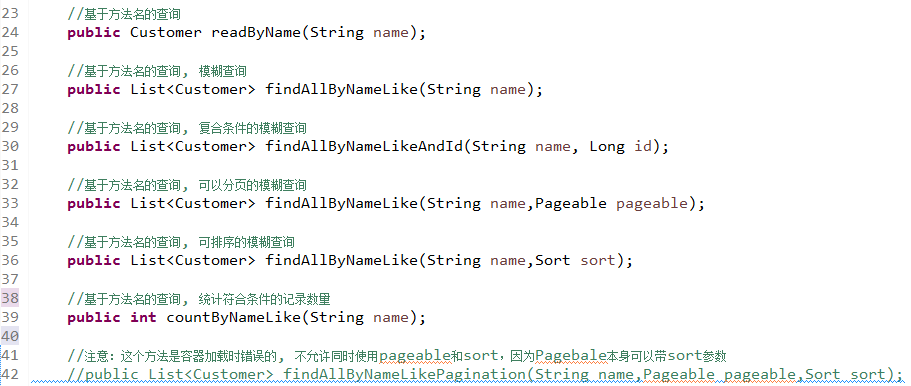 23 //基于方法名的查询
24 public Customer readByName(String name);
25
26 //基于方法名的查询, 模糊查询
27 public List<Customer> findAllByNameLike(String name);
28
29 //基于方法名的查询, 复合条件的模糊查询
30 public List<Customer> findAllByNameLikeAndId(String name, Long id);
31
32 //基于方法名的查询, 可以分页的模糊查询
33 public List<Customer> findAllByNameLike(String name,Pageable pageable);
34
35 //基于方法名的查询, 可排序的模糊查询
36 public List<Customer> findAllByNameLike(String name,Sort sort);
37
38 //基于方法名的查询, 统计符合条件的记录数量
39 public int countByNameLike(String name);
40
41 //注意: 这个方法是容器加载时错误的, 不允许同时使用pageable和sort，因为Pagebale本身可以带sort参数
42 //public List<Customer> findAllByNameLikePagination(String name,Pageable pageable,Sort sort);